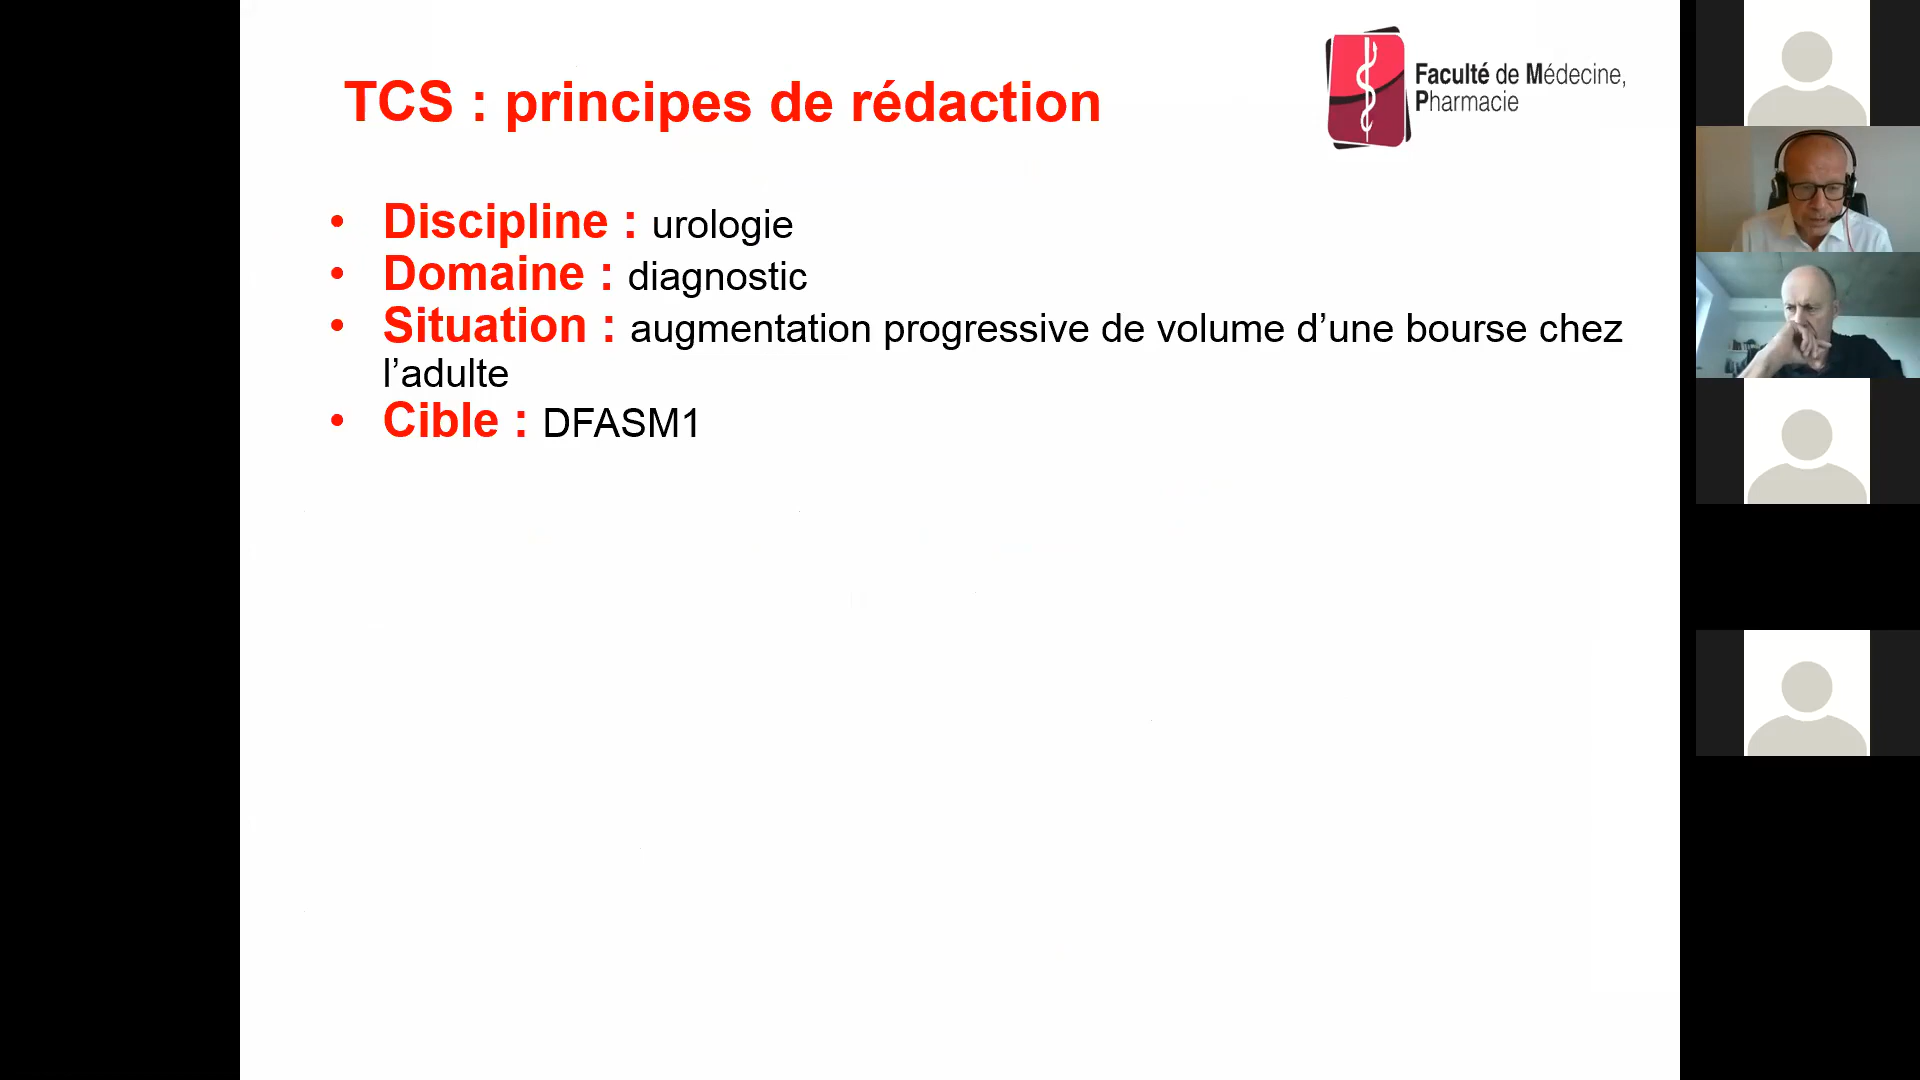 TCS : principes de rédaction
Faculté de Médecine,
Pharmacie
• Discipline : urologie
• Domaine : diagnostic
• Situation : augmentation progressive de volume d’une bourse chez
l’adulte
• Cible : DFASM1